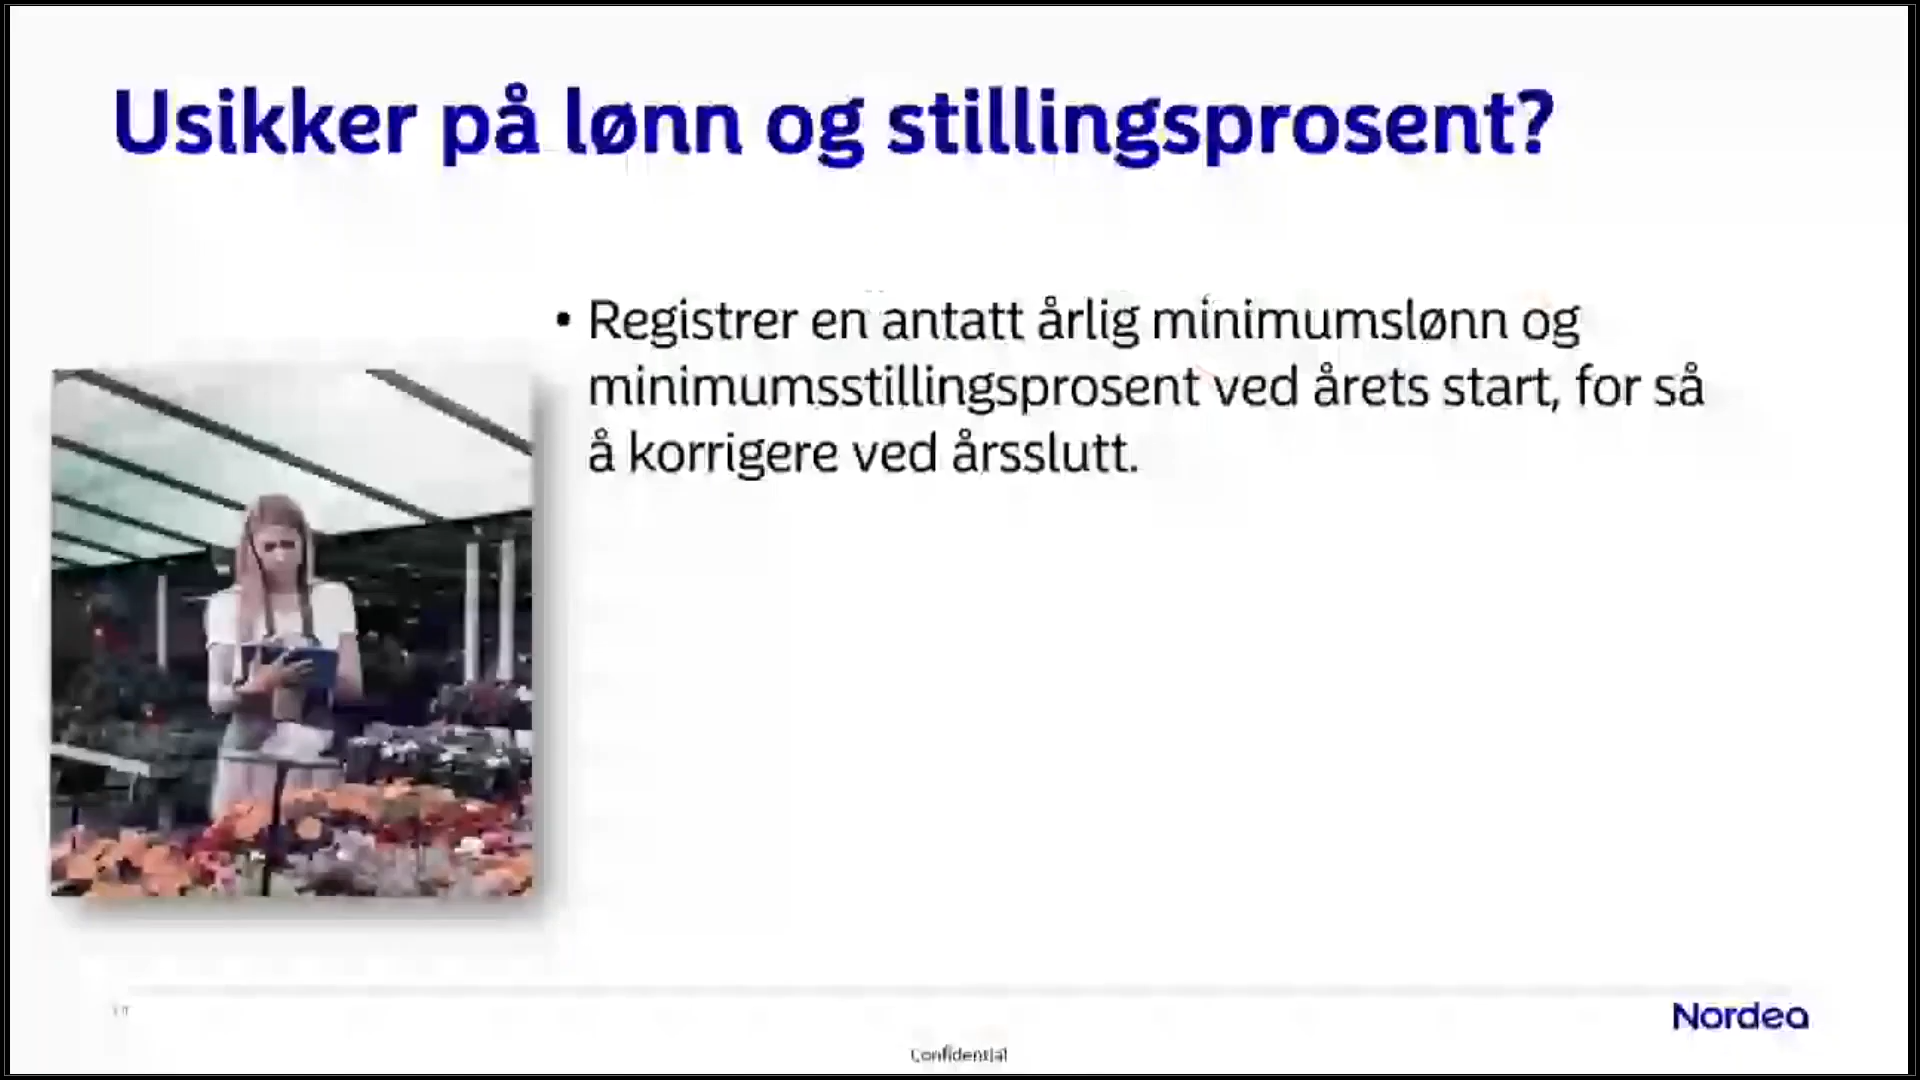 Usikker på lønn og stillingsprosent?
• Registrer en antatt årlig minimumslønn og
minimumsstillingsprosent ved årets start, for så
å korrigere ved årsslutt.
Nordea
Confidential